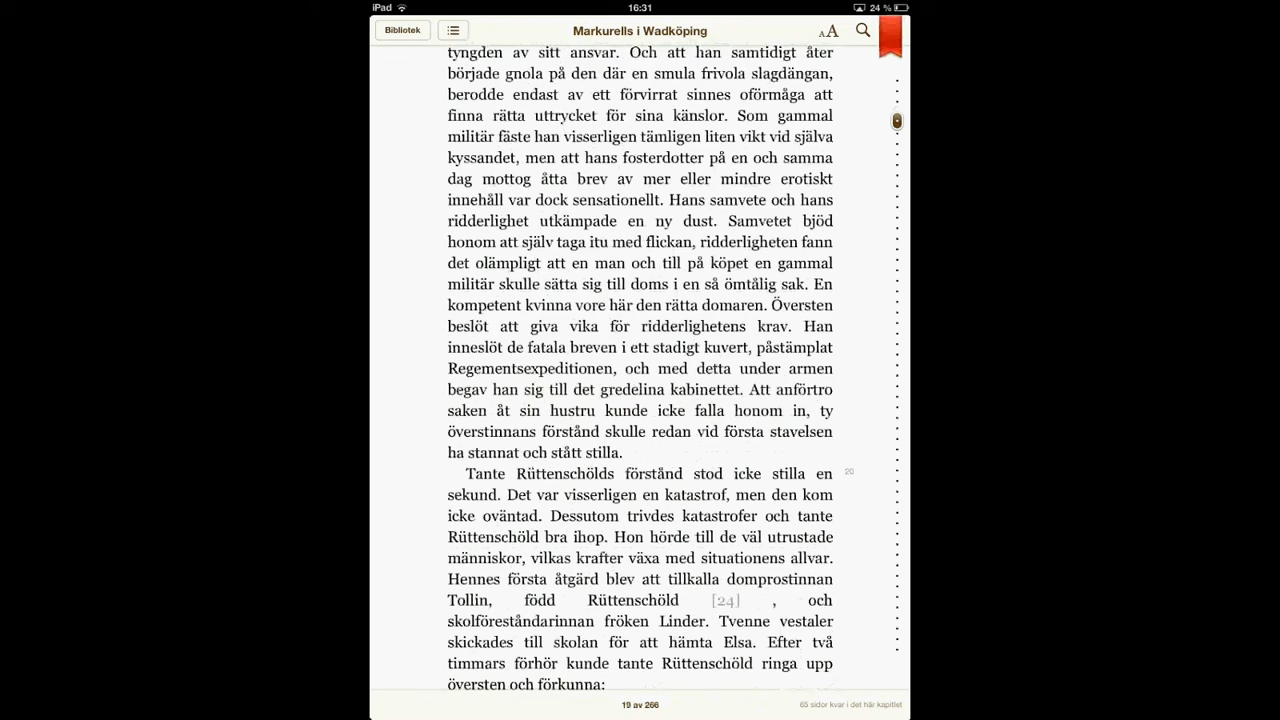 iPad 16:31 24 %
Bibliotek Markurells i Wadköping AA
tyngden av sitt ansvar. Och att han samtidigt åter
började gnola på den där en smula frivola slagdängan,
berodde endast av ett förvirrat sinnes oförmåga att
finna rätta uttrycket för sina känslor. Som gammal
militär fäste han visserligen tämligen liten vikt vid själva
kyssandet, men att hans fosterdotter på en och samma
dag mottog åtta brev av mer eller mindre erotiskt
innehåll var dock sensationellt. Hans samvete och hans
ridderlighet utkämpade en ny dust. Samvetet bjöd
honom att själv taga itu med flickan, ridderligheten fann
det olämpligt att en man och till på köpet en gammal
militär skulle sätta sig till doms i en så ömtålig sak. En
kompetent kvinna vore här den rätta domaren. Översten
beslöt att giva vika för ridderlighetens krav. Han
inneslöt de fatala breven i ett stadigt kuvert, påstämplat
Regementsexpeditionen, och med detta under armen
begav han sig till det gredelina kabinettet. Att anförtro
saken åt sin hustru kunde icke falla honom in, ty
överstinnans förstånd skulle redan vid första stavelsen
ha stannat och stått stilla.
Tante Rüttenschölds förstånd stod icke stilla en 20
sekund. Det var visserligen en katastrof, men den kom
icke oväntad. Dessutom trivdes katastrofer och tante
Rüttenschöld bra ihop. Hon hörde till de väl utrustade
människor, vilkas krafter växa med situationens allvar.
Hennes första åtgärd blev att tillkalla domprostinnan
Tollin, född Rüttenschöld [24] , och
skolföreståndarinnan fröken Linder. Tvenne vestaler
skickades till skolan för att hämta Elsa. Efter två
timmars förhör kunde tante Rüttenschöld ringa upp
översten och förkunna:
19 av 266 65 sidor kvar i det här kapitlet